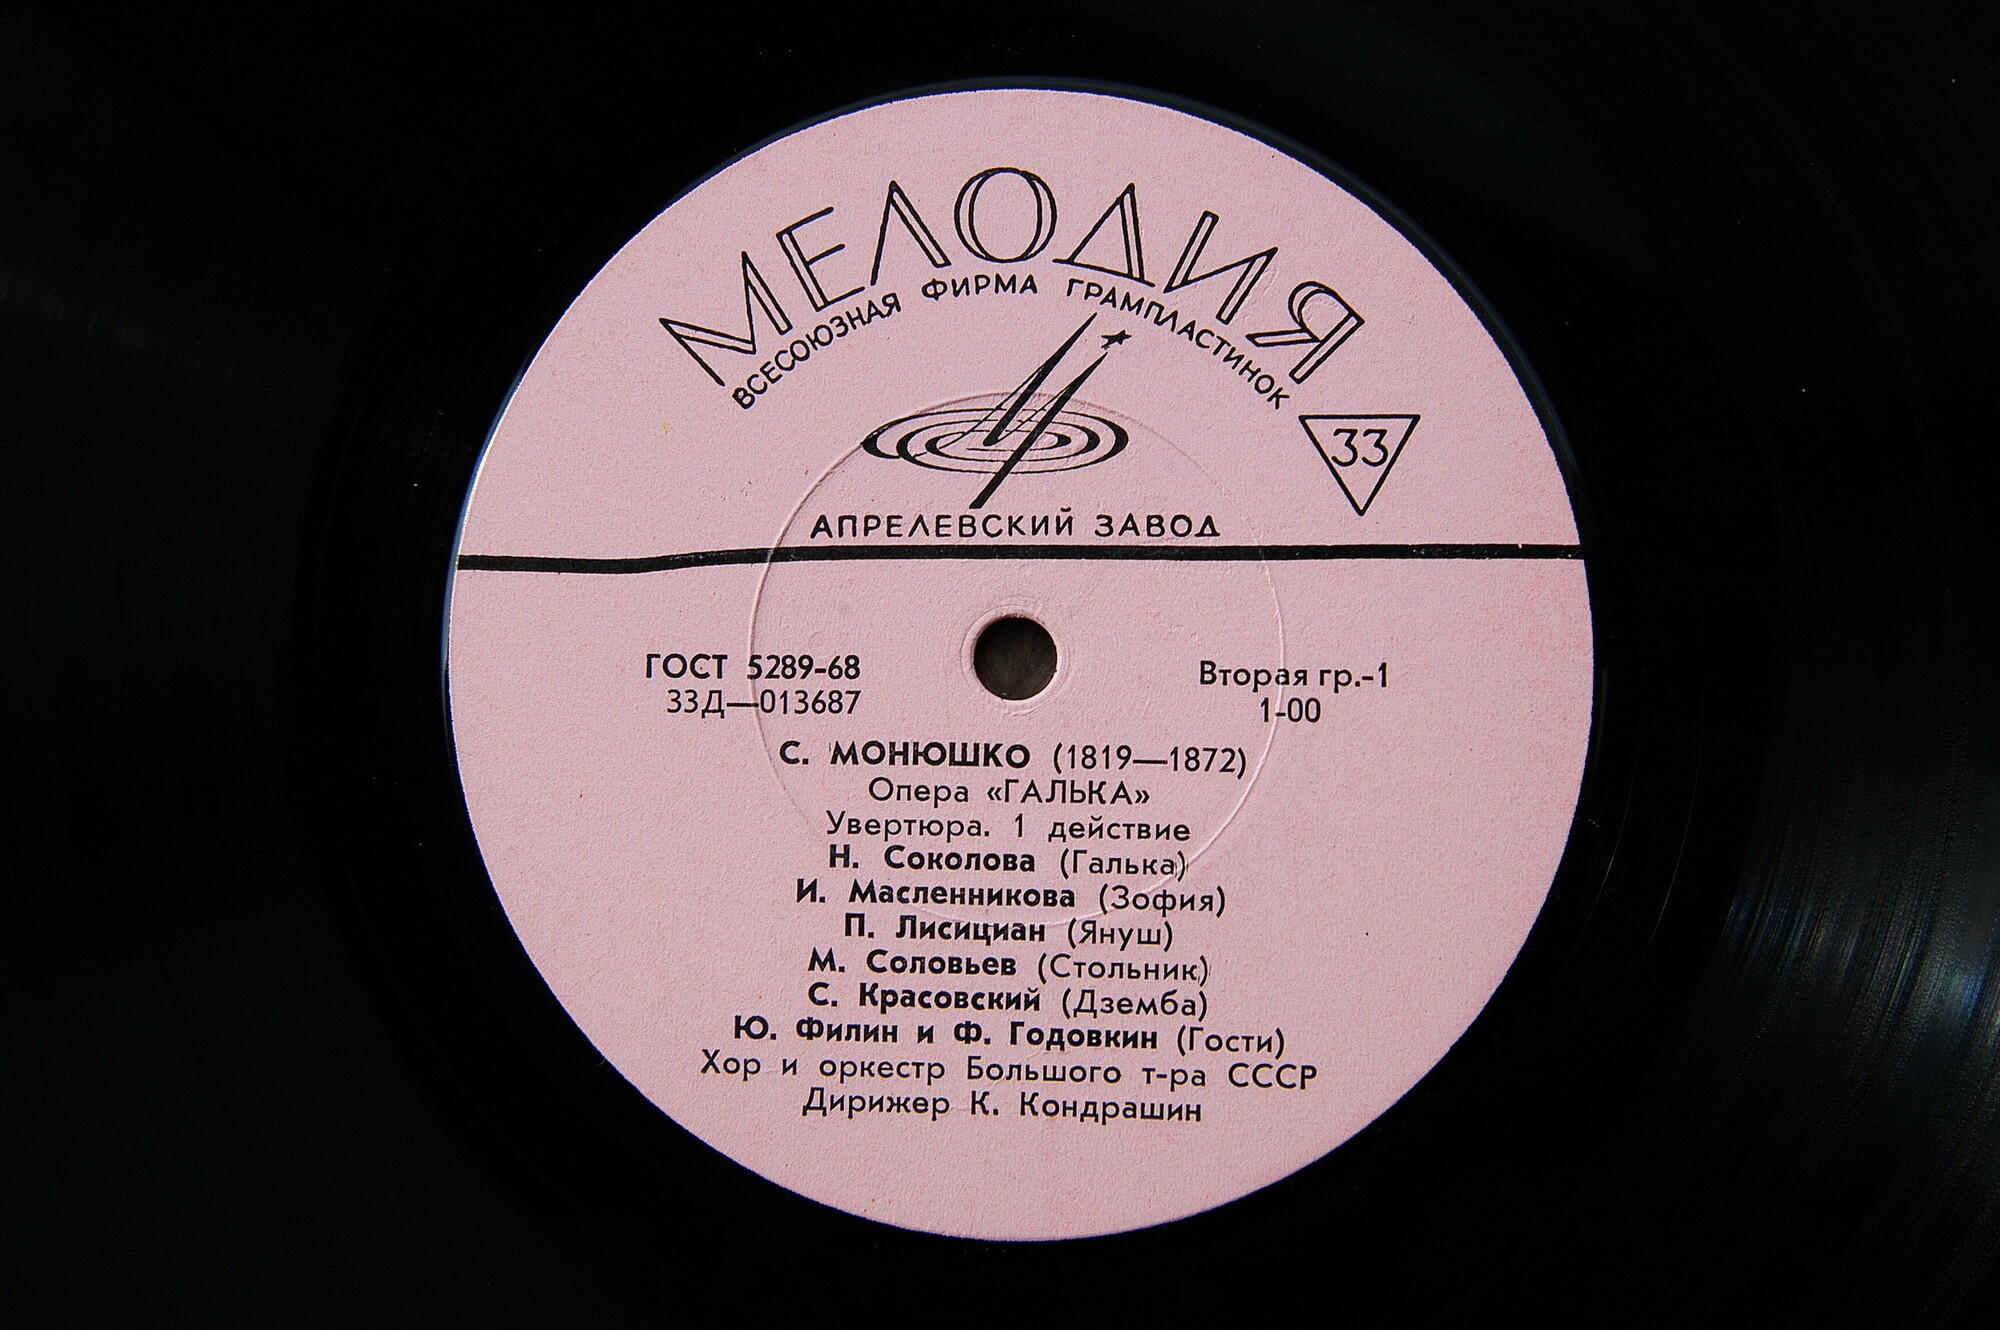 МЕЛОДИЯ
ВСЕСОЮЗНАЯ ФИРМА ГРАМПЛАСТИНОК
33
АПРЕЛЕВСКИЙ ЗАВОД
ГОСТ 5289-68
33Д—013687
Вторая гр.-1
1-00
С. МОНЮШКО (1819—1872)
Опера «ГАЛЬКА»
Увертюра. 1 действие
Н. Соколова (Галька)
И. Масленникова (Зофия)
П. Лисициан (Януш)
М. Соловьев (Стольник)
С. Красовский (Дземба)
Ю. Филин и Ф. Годовкин (Гости)
Хор и оркестр Большого т-ра СССР
Дирижер К. Кондрашин